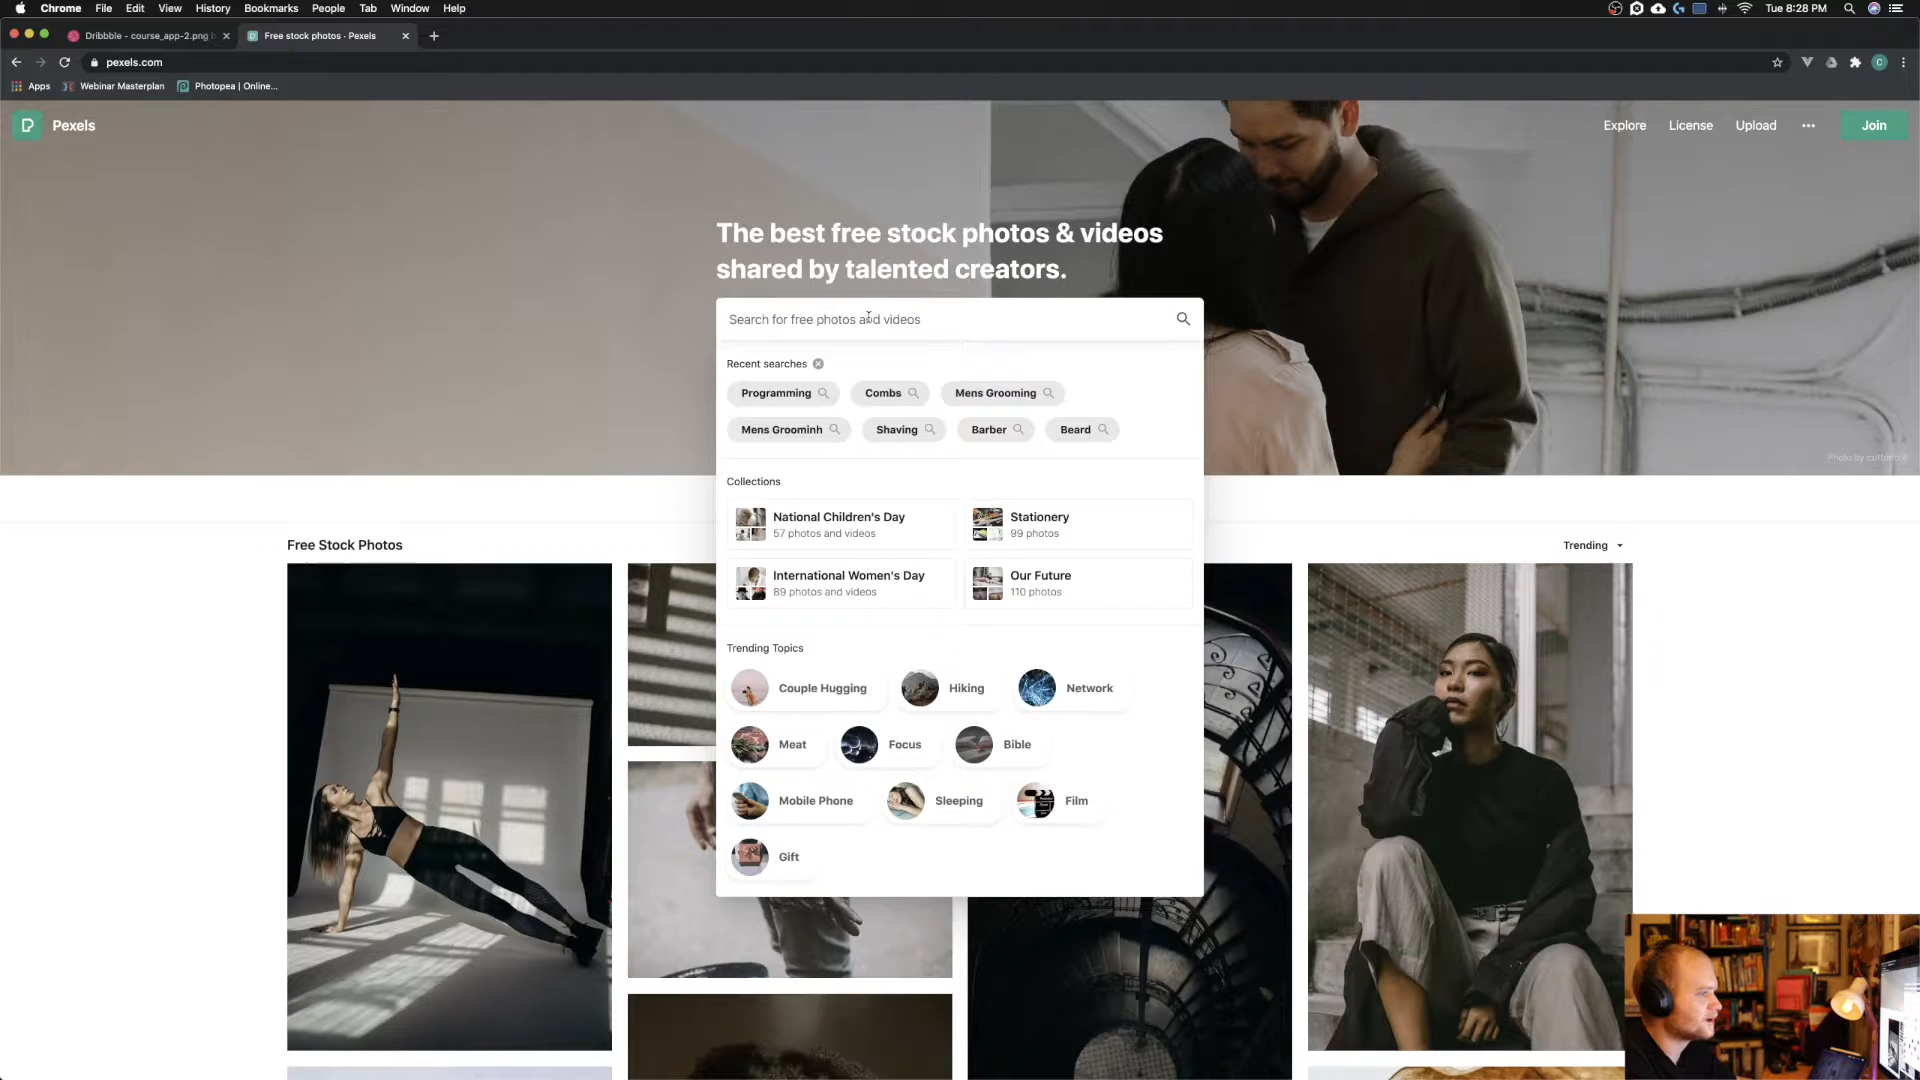 Chrome File Edit View History Bookmarks People Tab Window Help
Tue 8:28 PM
Dribbble - course_app-2.png b
Free stock photos · Pexels
pexels.com
Apps
Webinar Masterplan
Photopea | Online...
Pexels
Explore
License
Upload
Join
The best free stock photos & videos
shared by talented creators.
Search for free photos and videos
Recent searches
Programming
Combs
Mens Grooming
Mens Groominh
Shaving
Barber
Beard
Photo by cottonbro
Collections
National Children's Day
57 photos and videos
Stationery
99 photos
International Women's Day
89 photos and videos
Our Future
110 photos
Free Stock Photos
Trending
Trending Topics
Couple Hugging
Hiking
Network
Meat
Focus
Bible
Mobile Phone
Sleeping
Film
Gift